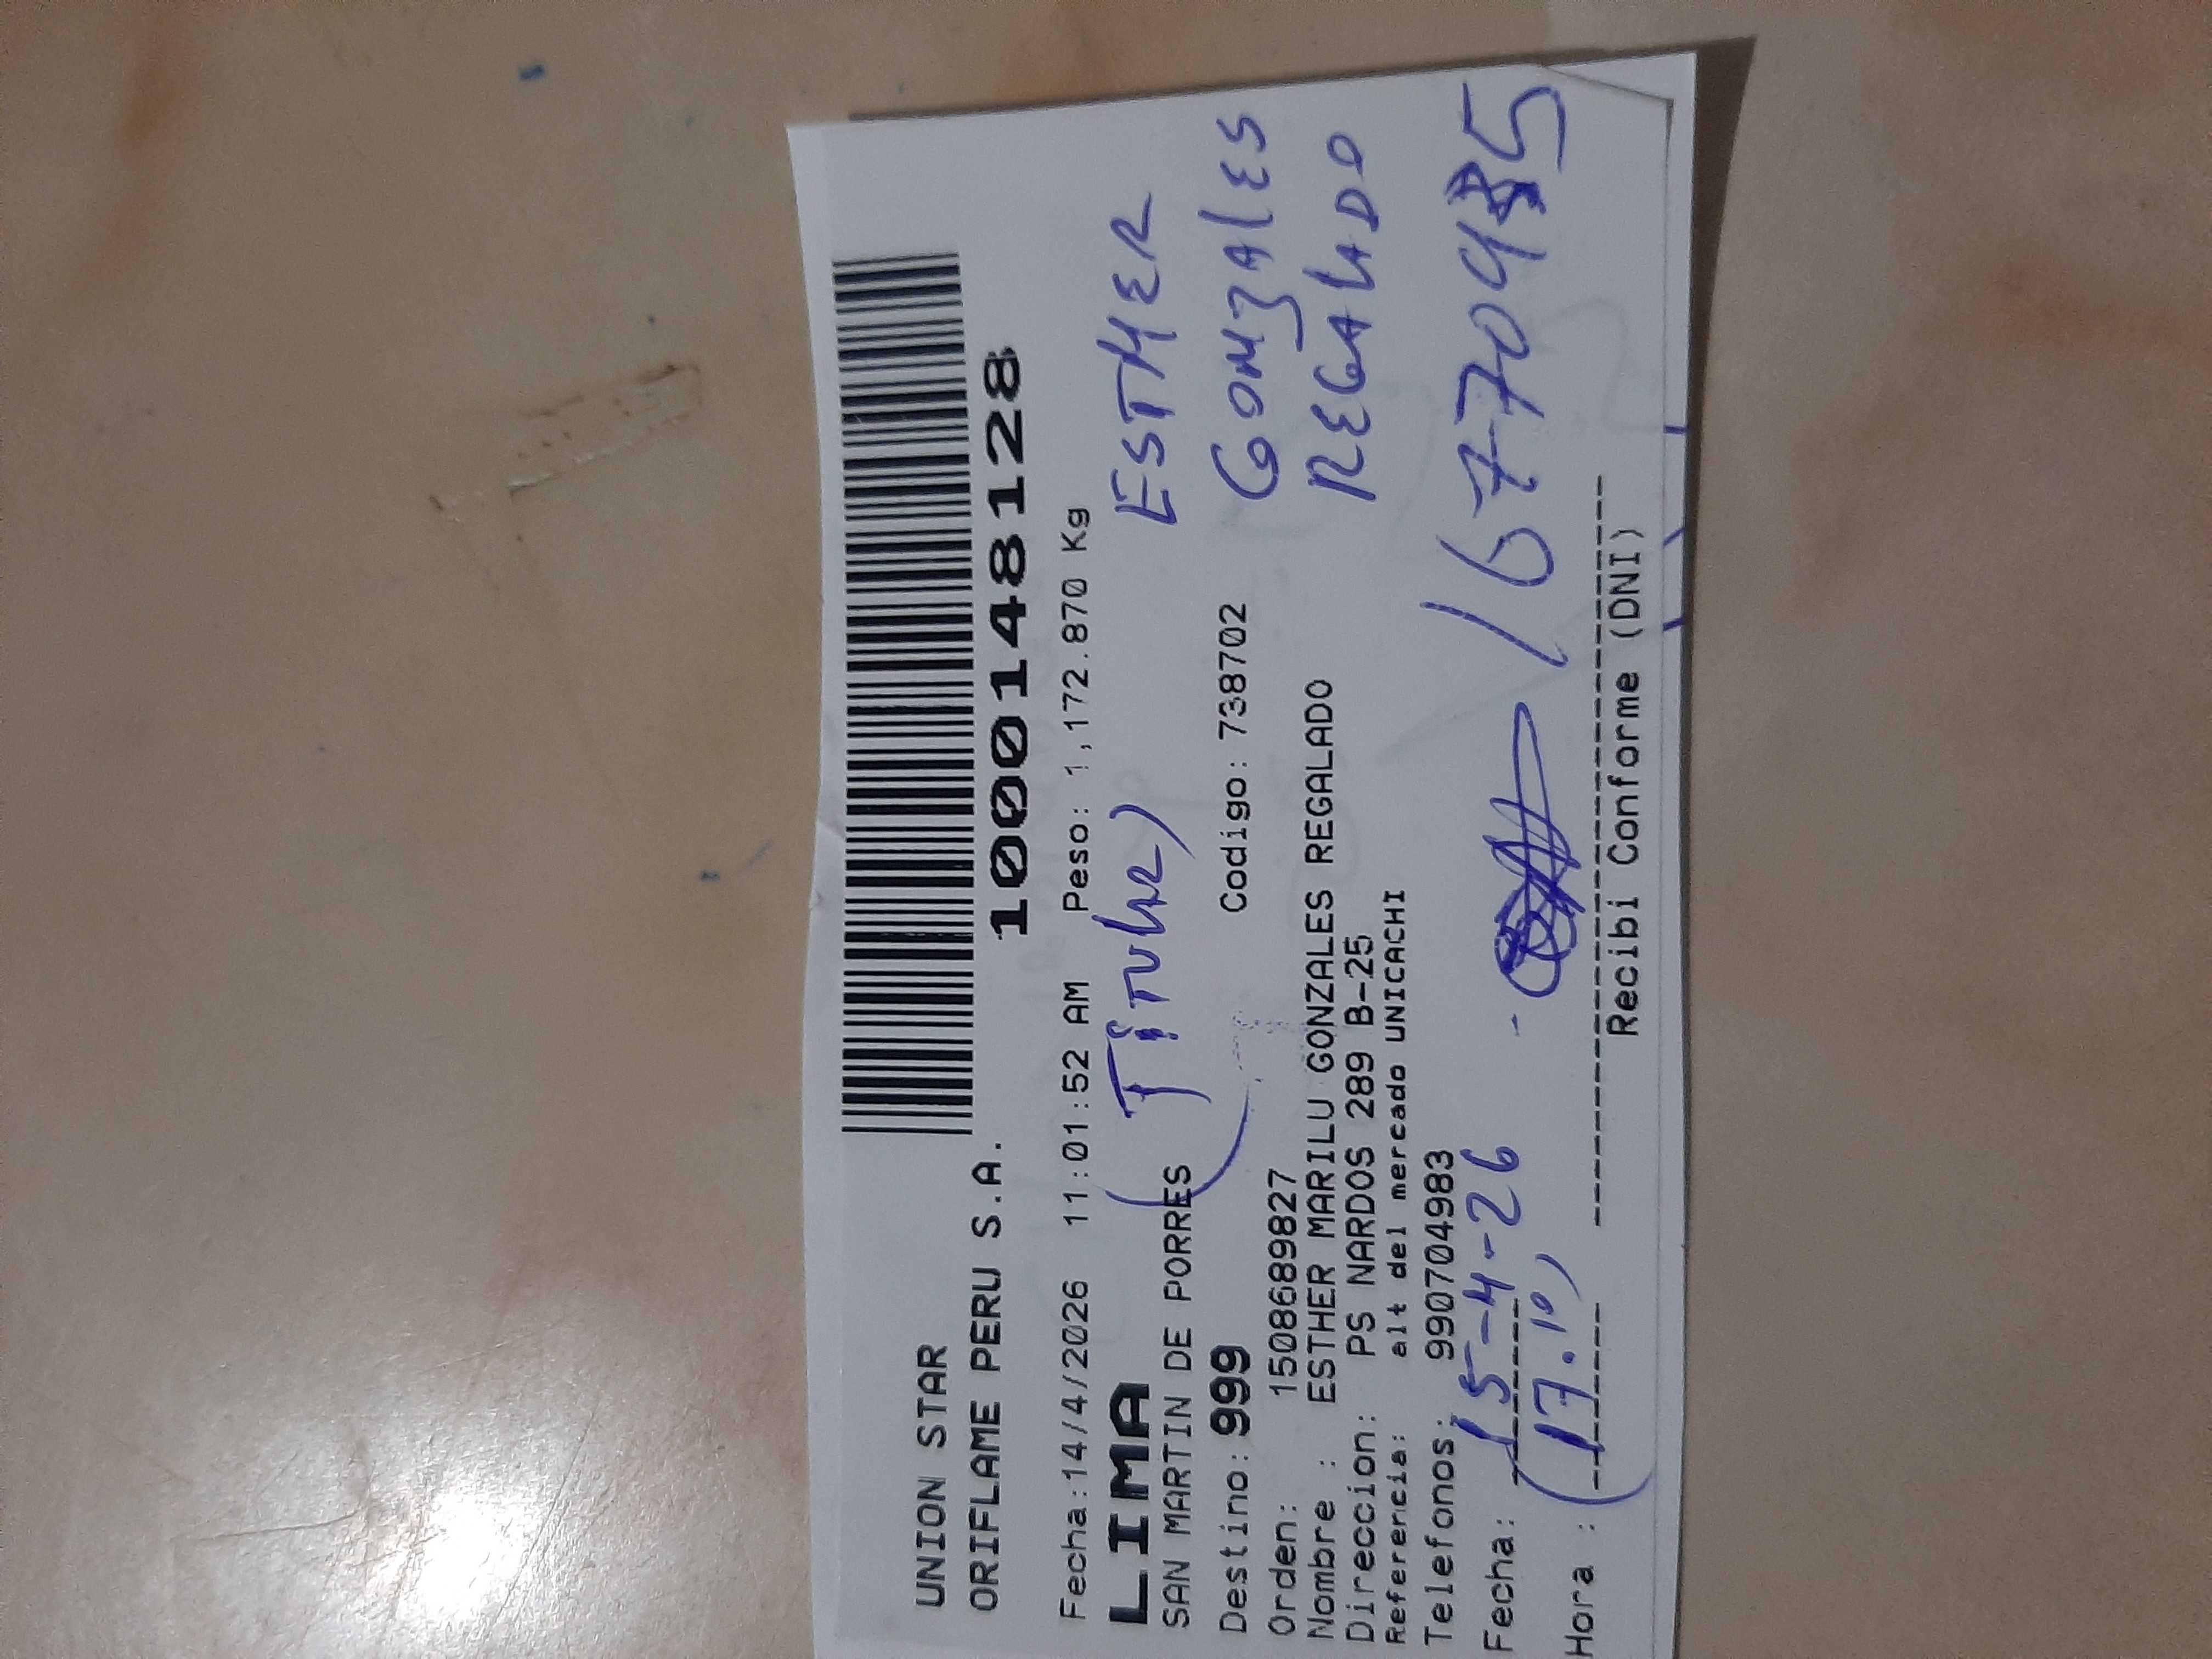 UNION STAR
ORIFLAME PERU S.A.
1000148128
Fecha:14/4/2026 11:01:52 AM Peso: 1,172.870 Kg
LIMA
SAN MARTIN DE PORRES
(TITULAR)
ESTHER
GONZALES
REGALADO
Destino: 999 Codigo: 738702
Orden: 1508689827
Nombre : ESTHER MARILU GONZALES REGALADO
Direccion: PS NARDOS 289 B-25
Referencia: alt del mercado UNICACHI
Telefonos: 990704983
Fecha: 15-4-26
Hora : (17.10)
Recibi Conforme (DNI)